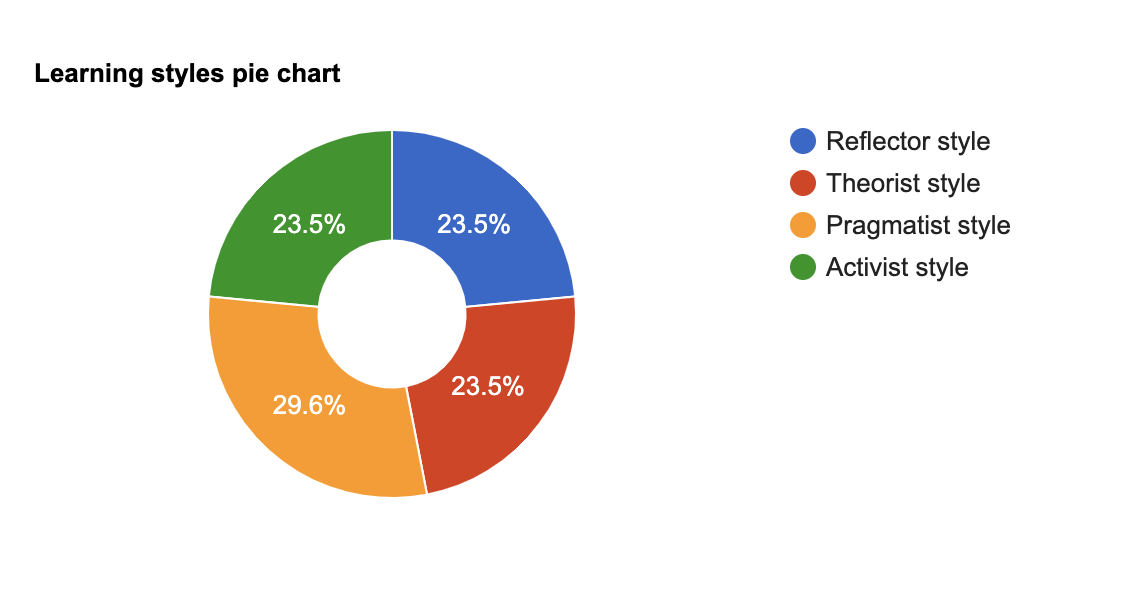 Learning styles pie chart
Reflector style
Theorist style
Pragmatist style
Activist style
23.5%
23.5%
23.5%
29.6%